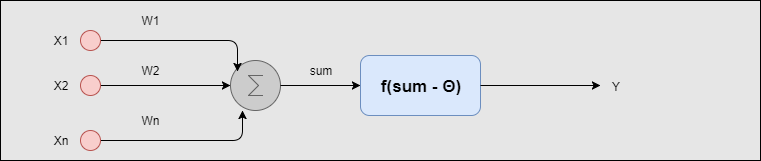 W1
X1
W2
X2
∑
sum
f(sum - Θ)
Y
Wn
Xn